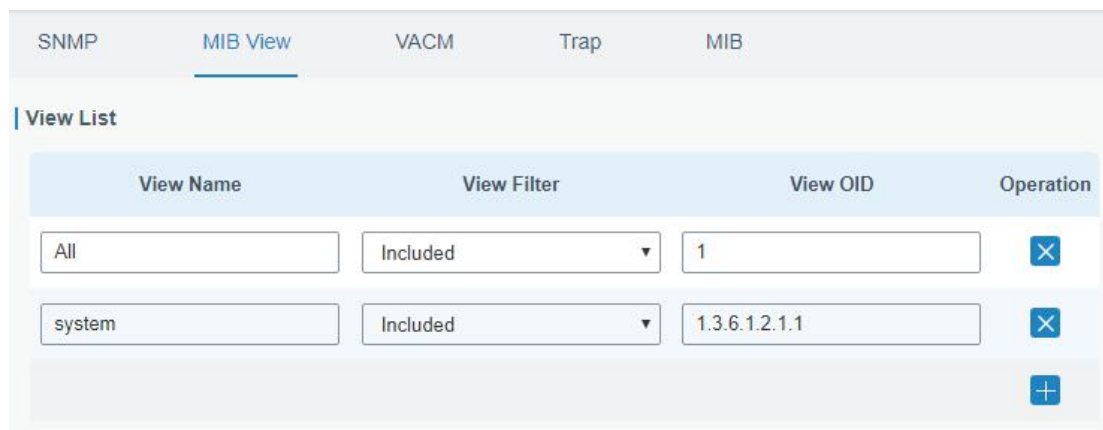 SNMP MIB View VACM Trap MIB
View List
View Name View Filter View OID Operation
All Included 1
system Included 1.3.6.1.2.1.1